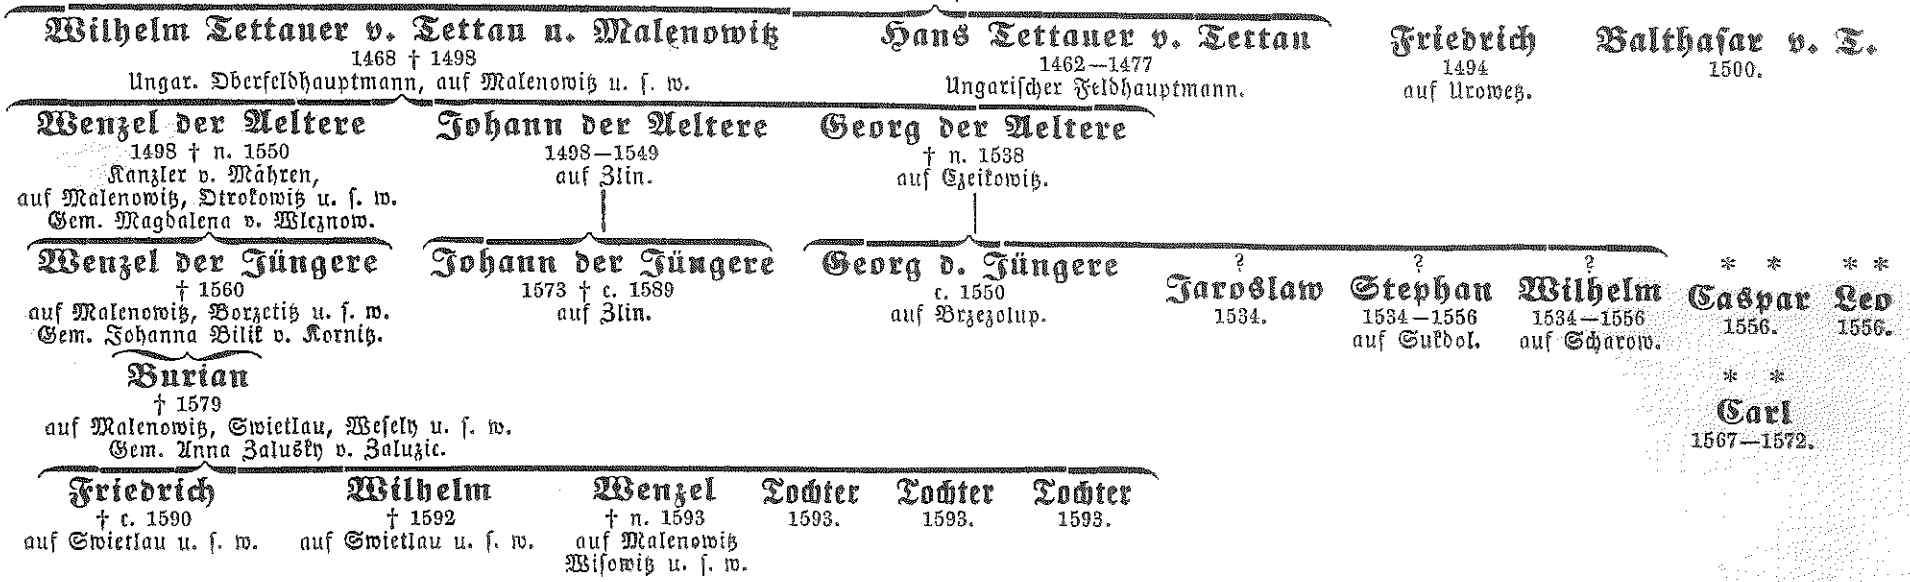 Wilhelm Tettauer v. Tettau u. Malenowitz
1468 † 1498
Ungar. Oberfeldhauptmann, auf Malenowitz u. ſ. w.
Hans Tettauer v. Tettau
1462—1477
Ungariſcher Feldhauptmann.
Friedrich
1494
auf Urowetz.
Balthaſar v. T.
1500.
Wenzel der Aeltere
1498 † n. 1550
Kanzler v. Mähren,
auf Malenowitz, Otrokowitz u. ſ. w.
Gem. Magdalena v. Wleznow.
Johann der Aeltere
1498—1549
auf Zlin.
Georg der Aeltere
† n. 1538
auf Czeikowitz.
Wenzel der Jüngere
† 1560
auf Malenowitz, Borzetitz u. ſ. w.
Gem. Johanna Bilik v. Kornitz.
Johann der Jüngere
1573 † c. 1589
auf Zlin.
Georg d. Jüngere
c. 1550
auf Brzezolup.
?
Jaroslaw
1534.
?
Stephan
1534—1556
auf Sukdol.
?
Wilhelm
1534—1556
auf Scharow.
* *
Caspar
1556.
* *
Leo
1556.
Burian
† 1579
auf Malenowitz, Swietlau, Weſely u. ſ. w.
Gem. Anna Zalušky v. Zaluzic.
* *
Carl
1567—1572.
Friedrich
† c. 1590
auf Swietlau u. ſ. w.
Wilhelm
† 1592
auf Swietlau u. ſ. w.
Wenzel
† n. 1593
auf Malenowitz
Wiſowitz u. ſ. w.
Tochter
1593.
Tochter
1593.
Tochter
1593.